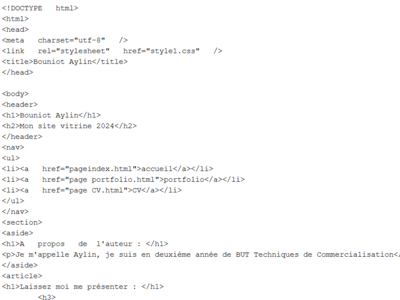 <!DOCTYPE html>
<html>
<head>
<meta charset="utf-8" />
<link rel="stylesheet" href="style1.css" />
<title>Bouniot Aylin</title>
</head>
<body>
<header>
<h1>Bouniot Aylin</h1>
<h2>Mon site vitrine 2024</h2>
</header>
<nav>
<ul>
<li><a href="pageindex.html">accueil</a></li>
<li><a href="page portfolio.html">portfolio</a></li>
<li><a href="page CV.html">CV</a></li>
</ul>
</nav>
<section>
<aside>
<h1>A propos de l'auteur : </h1>
<p>Je m'appelle Aylin, je suis en deuxième année de BUT Techniques de Commercialisation</
</aside>
<article>
<h1>Laissez moi me présenter : </h1>
<h3>